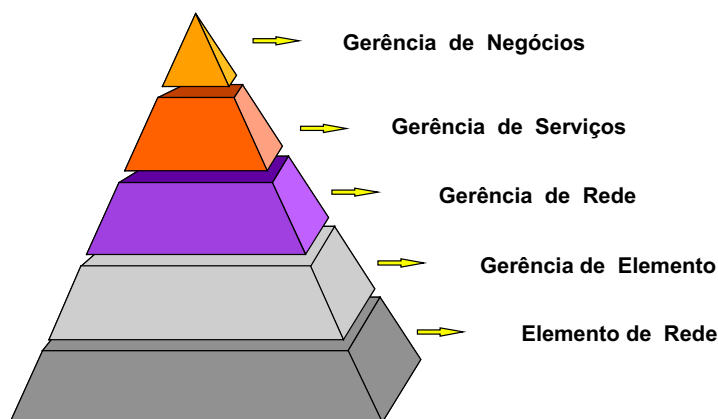 Gerência de Negócios
Gerência de Serviços
Gerência de Rede
Gerência de Elemento
Elemento de Rede